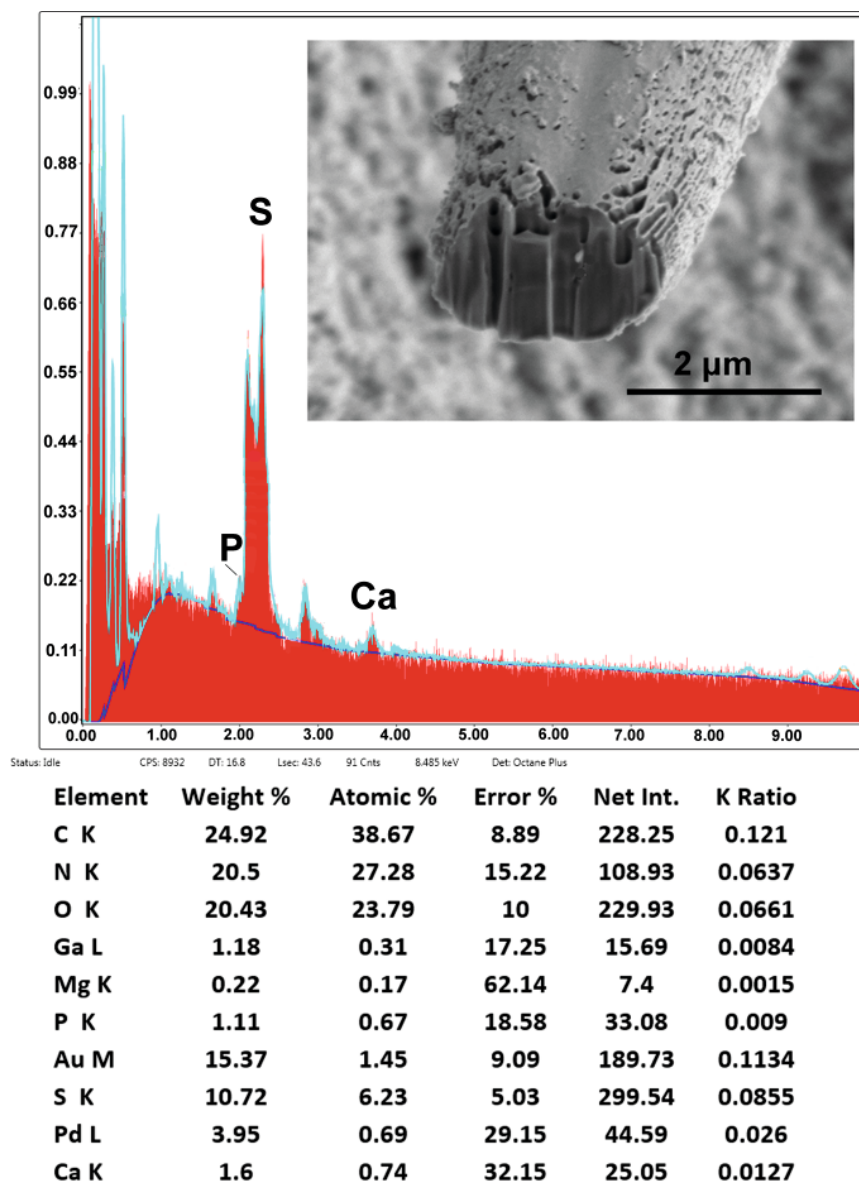 0.99
0.88
0.77
0.66
0.55
0.44
0.33
0.22
0.11
0.00
S
P
Ca
2 μm
0.00 1.00 2.00 3.00 4.00 5.00 6.00 7.00 8.00 9.00
Status: Idle CPS: 8932 DT: 16.8 Lsec: 43.6 91 Cnts 8.485 keV Det: Octane Plus
Element Weight % Atomic % Error % Net Int. K Ratio
C K 24.92 38.67 8.89 228.25 0.121
N K 20.5 27.28 15.22 108.93 0.0637
O K 20.43 23.79 10 229.93 0.0661
Ga L 1.18 0.31 17.25 15.69 0.0084
Mg K 0.22 0.17 62.14 7.4 0.0015
P K 1.11 0.67 18.58 33.08 0.009
Au M 15.37 1.45 9.09 189.73 0.1134
S K 10.72 6.23 5.03 299.54 0.0855
Pd L 3.95 0.69 29.15 44.59 0.026
Ca K 1.6 0.74 32.15 25.05 0.0127